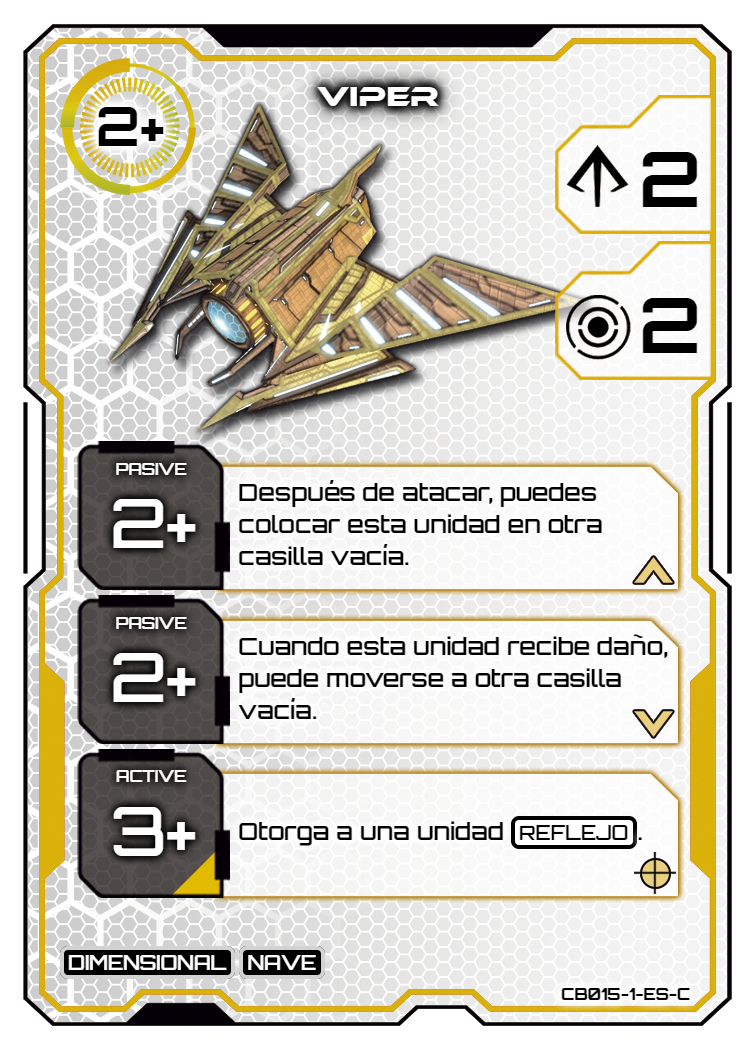 VIPER
2+
2
2
PASIVE
2+
Después de atacar, puedes
colocar esta unidad en otra
casilla vacía.
PASIVE
2+
Cuando esta unidad recibe daño,
puede moverse a otra casilla
vacía.
ACTIVE
3+
Otorga a una unidad REFLEJO.
DIMENSIONAL NAVE
CB015-1-ES-C